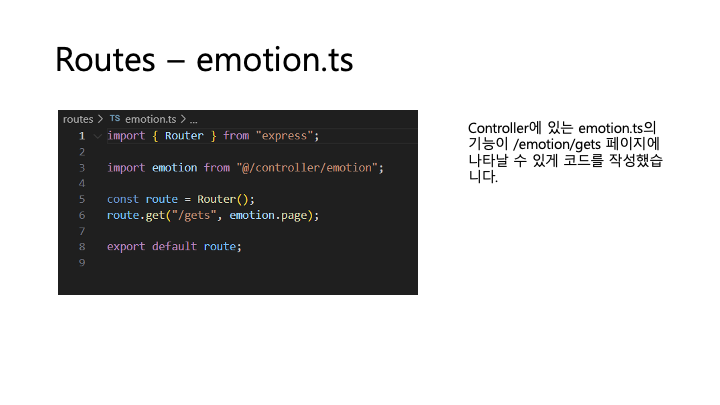 Routes – emotion.ts
routes > TS emotion.ts > ...
1 import { Router } from "express";
2
3 import emotion from "@/controller/emotion";
4
5 const route = Router();
6 route.get("/gets", emotion.page);
7
8 export default route;
9
Controller에 있는 emotion.ts의
기능이 /emotion/gets 페이지에
나타날 수 있게 코드를 작성했습
니다.